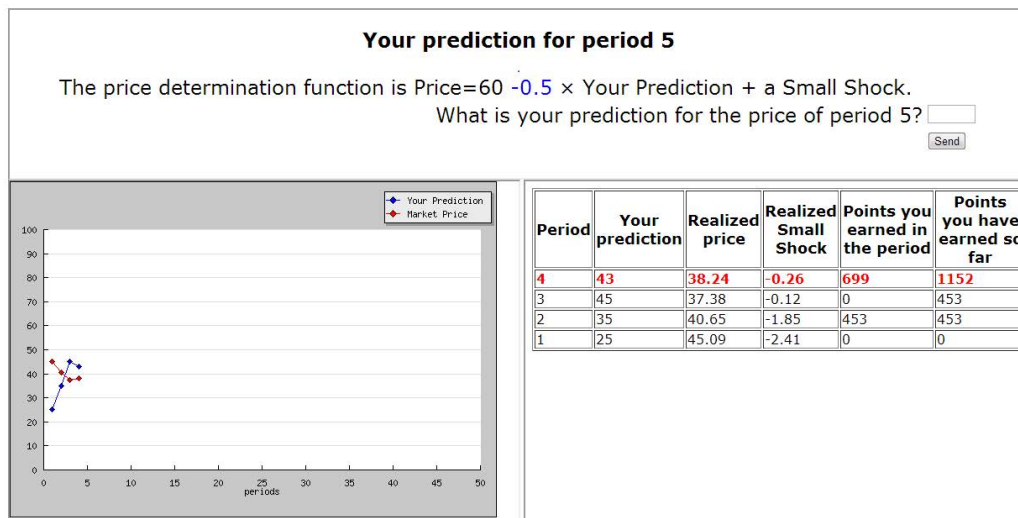 Your prediction for period 5
The price determination function is Price=60 -0.5 × Your Prediction + a Small Shock.
What is your prediction for the price of period 5?
Send
Your Prediction
Market Price
100
90
80
70
60
50
40
30
20
10
0
0 5 10 15 20 25 30 35 40 45 50
periods
Period Your prediction Realized price Realized Small Shock Points you earned in the period Points you have earned so far
4 43 38.24 -0.26 699 1152
3 45 37.38 -0.12 0 453
2 35 40.65 -1.85 453 453
1 25 45.09 -2.41 0 0